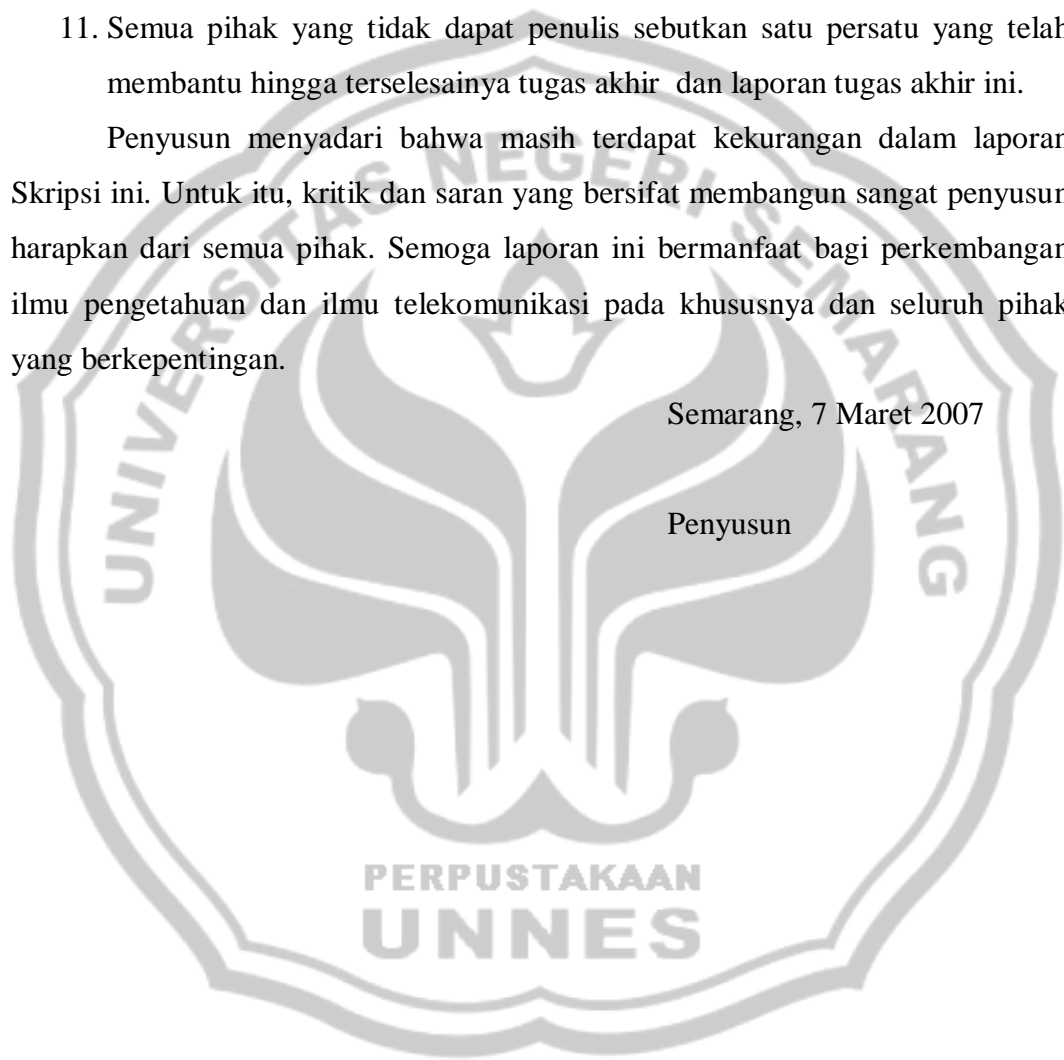 11. Semua pihak yang tidak dapat penulis sebutkan satu persatu yang telah
membantu hingga terselesainya tugas akhir  dan laporan tugas akhir ini.
Penyusun menyadari bahwa masih terdapat kekurangan dalam laporan
Skripsi ini. Untuk itu, kritik dan saran yang bersifat membangun sangat penyusun
harapkan dari semua pihak. Semoga laporan ini bermanfaat bagi perkembangan
ilmu pengetahuan dan ilmu telekomunikasi pada khususnya dan seluruh pihak
yang berkepentingan.
Semarang, 7 Maret 2007
Penyusun
UNIVERSITAS NEGERI SEMARANG
PERPUSTAKAAN
UNNES